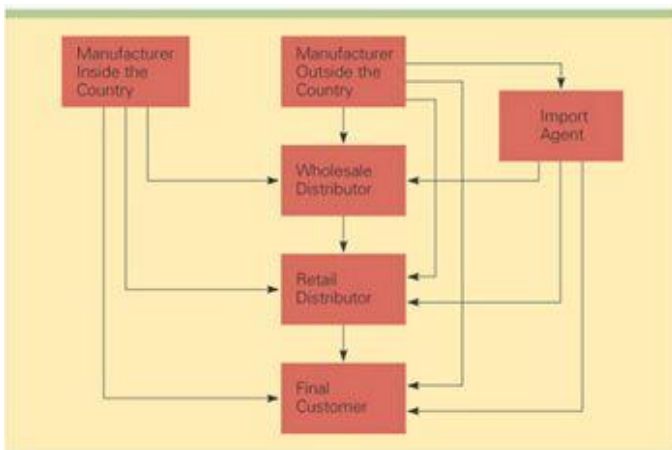 Manufacturer
Inside the
Country
Manufacturer
Outside the
Country
Import
Agent
Wholesale
Distributor
Retail
Distributor
Final
Customer